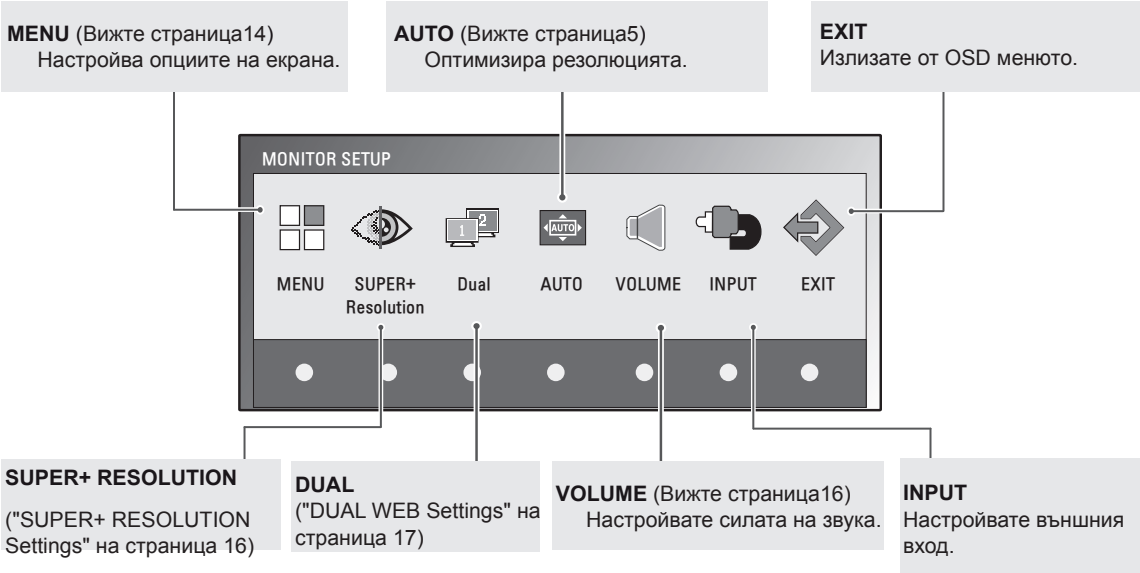 MENU (Вижте страница14)
Настройва опциите на екрана.
AUTO (Вижте страница5)
Оптимизира резолюцията.
EXIT
Излизате от OSD менюто.
MONITOR SETUP
1
2
AUTO
MENU
SUPER+
Resolution
Dual
AUTO
VOLUME
INPUT
EXIT
SUPER+ RESOLUTION
("SUPER+ RESOLUTION
Settings" на страница 16)
DUAL
("DUAL WEB Settings" на
страница 17)
VOLUME (Вижте страница16)
Настройвате силата на звука.
INPUT
Настройвате външния
вход.